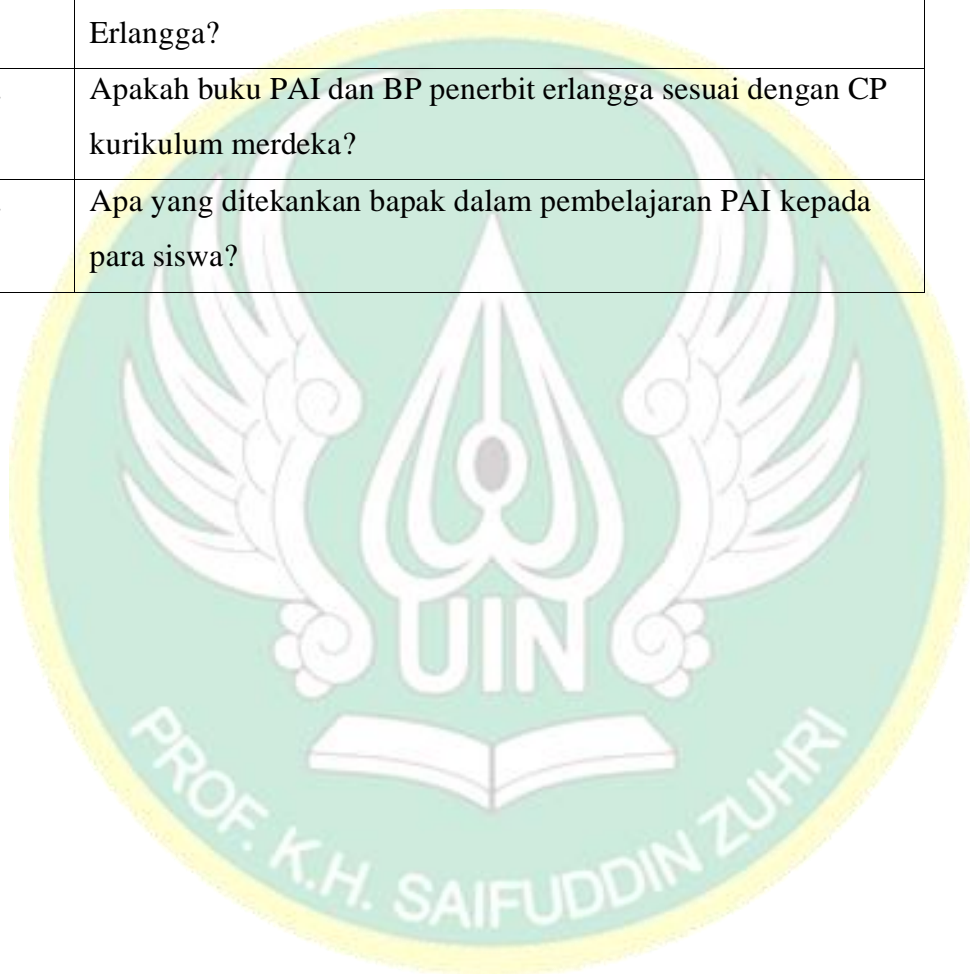 Erlangga?
Apakah buku PAI dan BP penerbit erlangga sesuai dengan CP
kurikulum merdeka?
Apa yang ditekankan bapak dalam pembelajaran PAI kepada
para siswa?
UIN
PROF. K.H. SAIFUDDIN ZUHRI